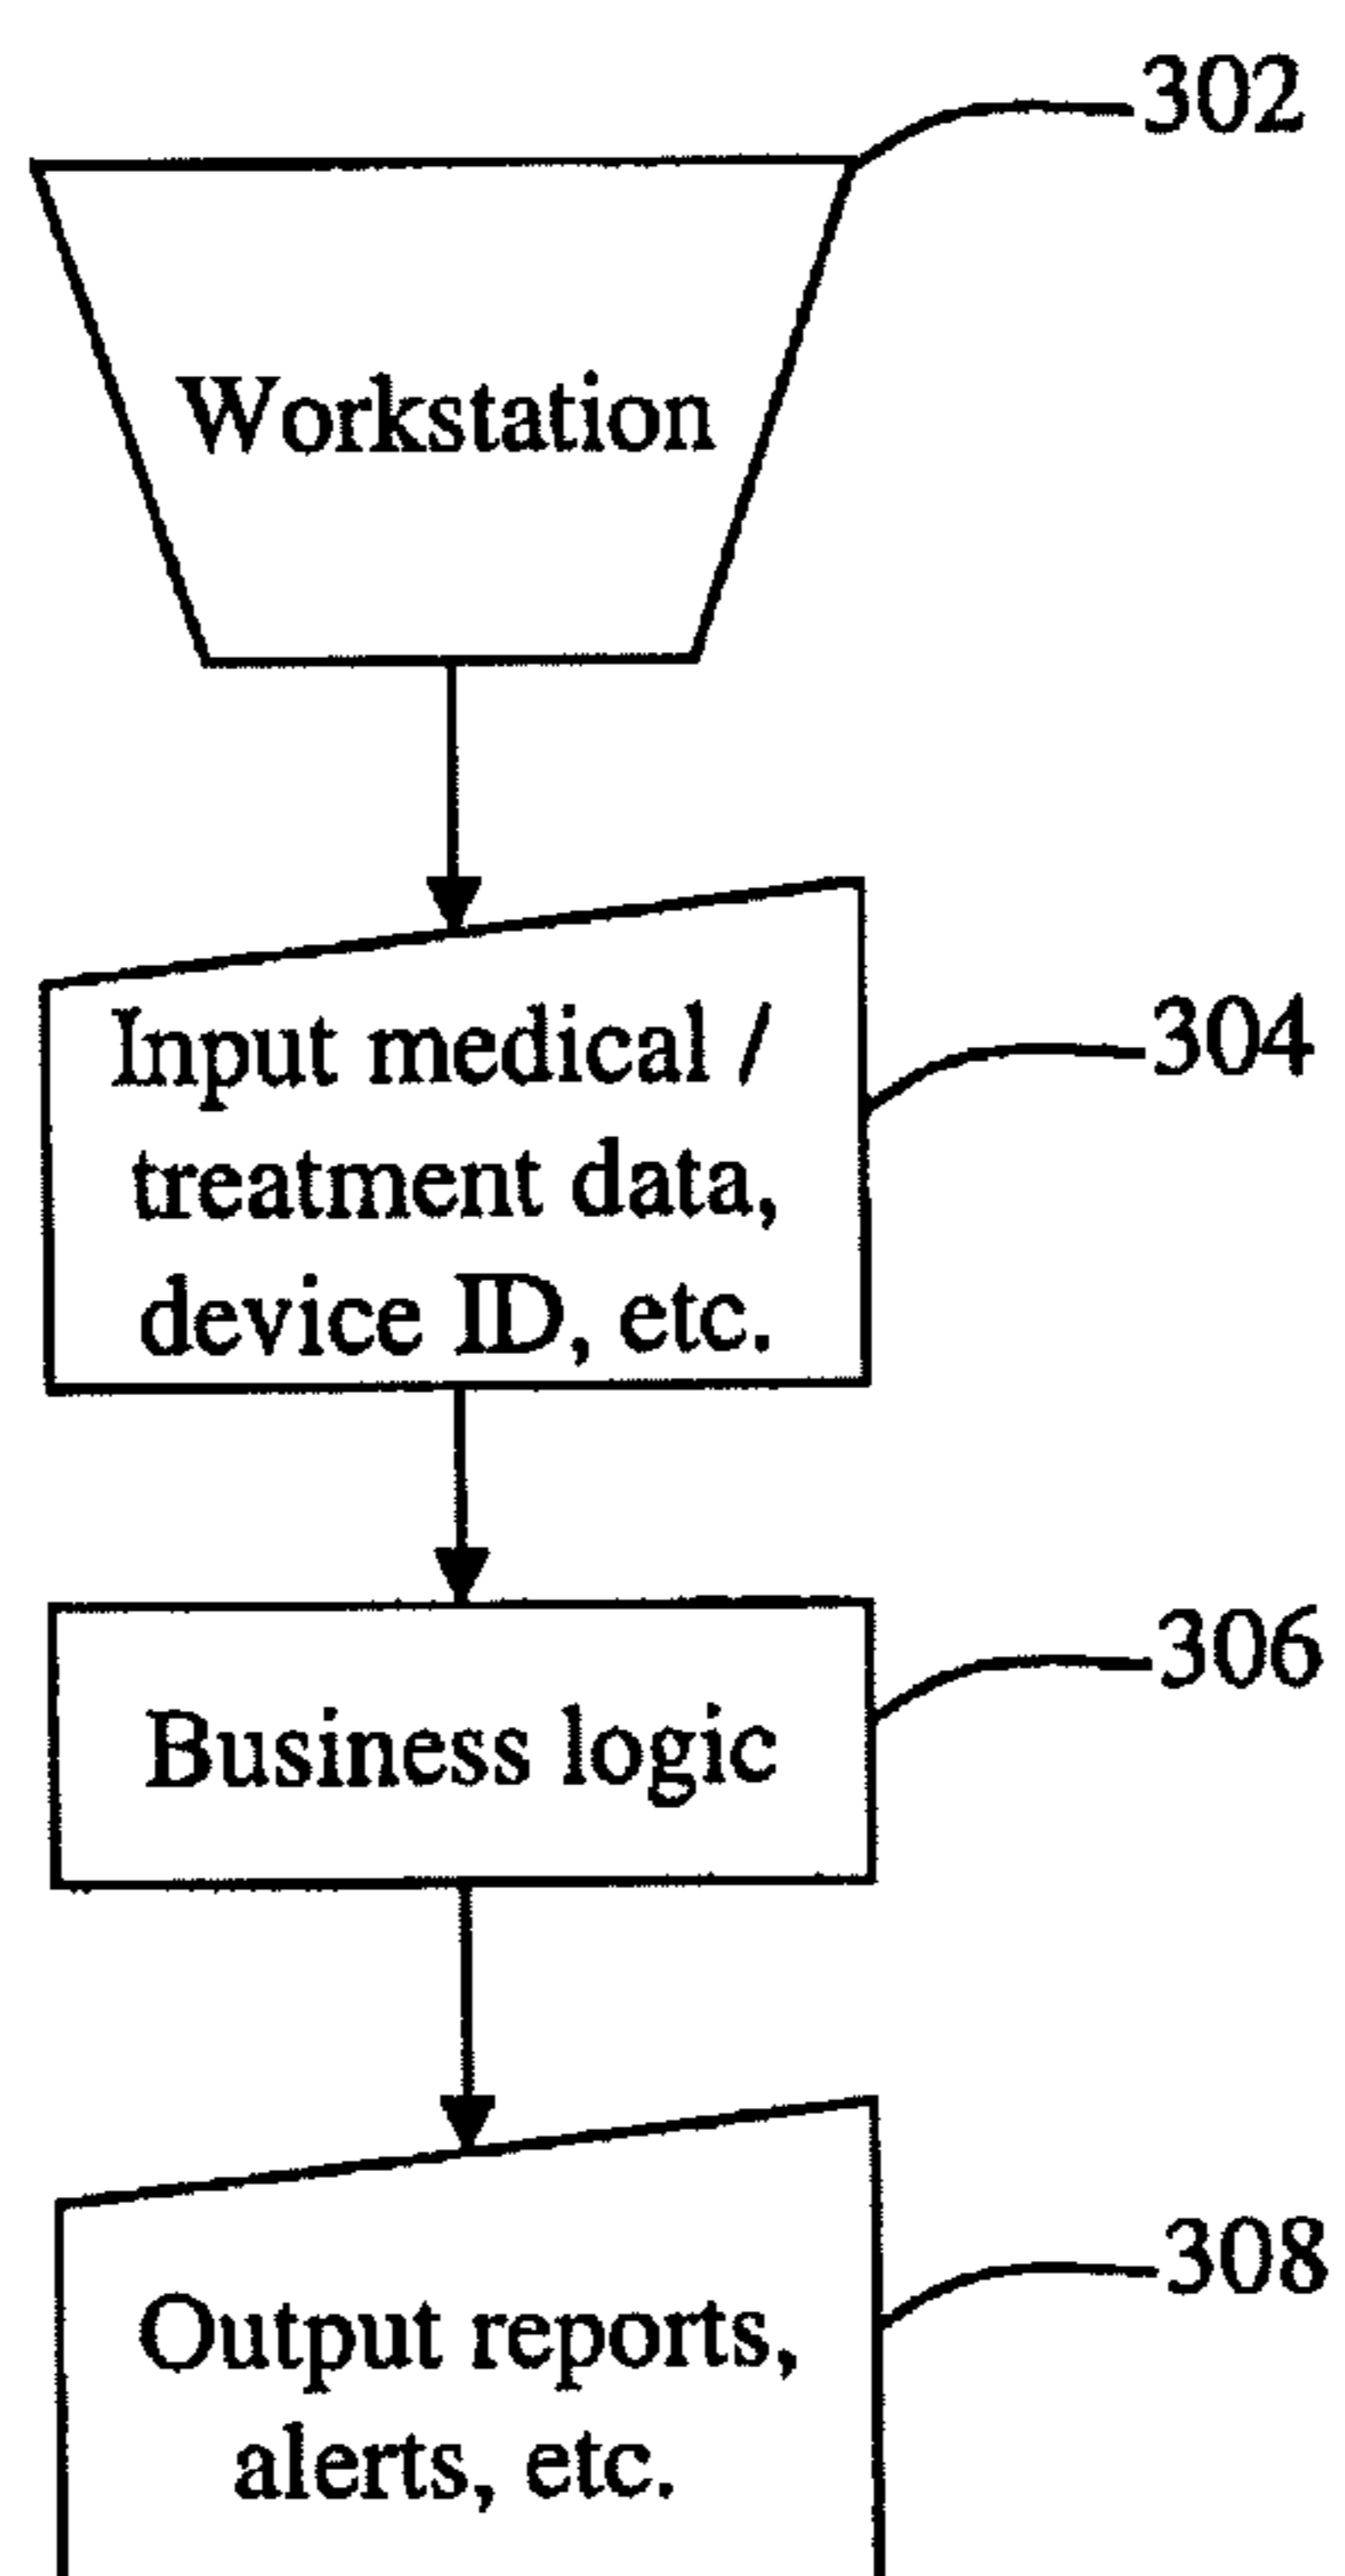 302
Workstation
Input medical /
treatment data,
device ID, etc.
304
Business logic
306
Output reports,
alerts, etc.
308